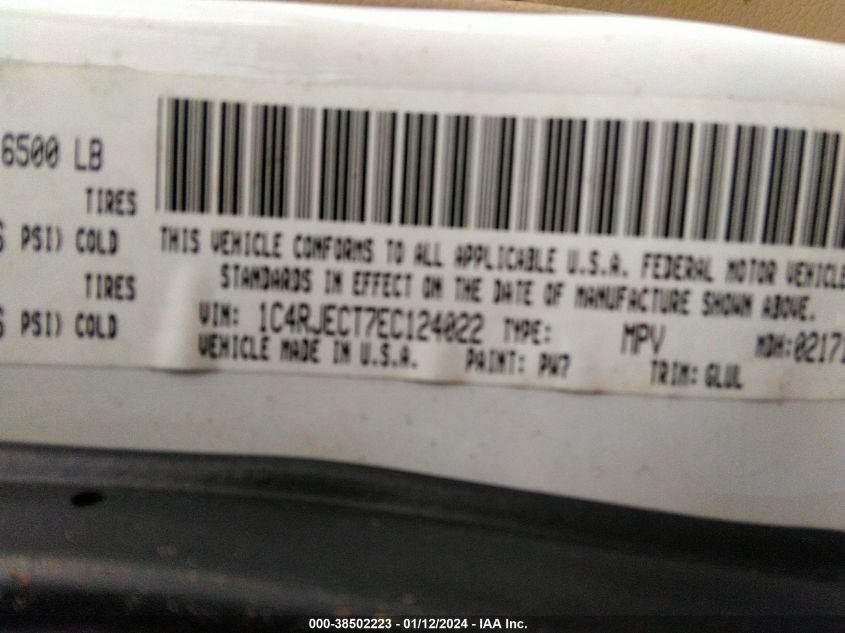 6500 LB
TIRES
PSI) COLD
TIRES
PSI) COLD
THIS VEHICLE CONFORMS TO ALL APPLICABLE U.S.A. FEDERAL MOTOR VEHICLE
STANDARDS IN EFFECT ON THE DATE OF MANUFACTURE SHOWN ABOVE.
VIN: 1C4RJECT7EC124022 TYPE: MPV MDH:02171
VEHICLE MADE IN U.S.A. PAINT: PW7 TRIM: GLUL
000-38502223 - 01/12/2024 - IAA Inc.